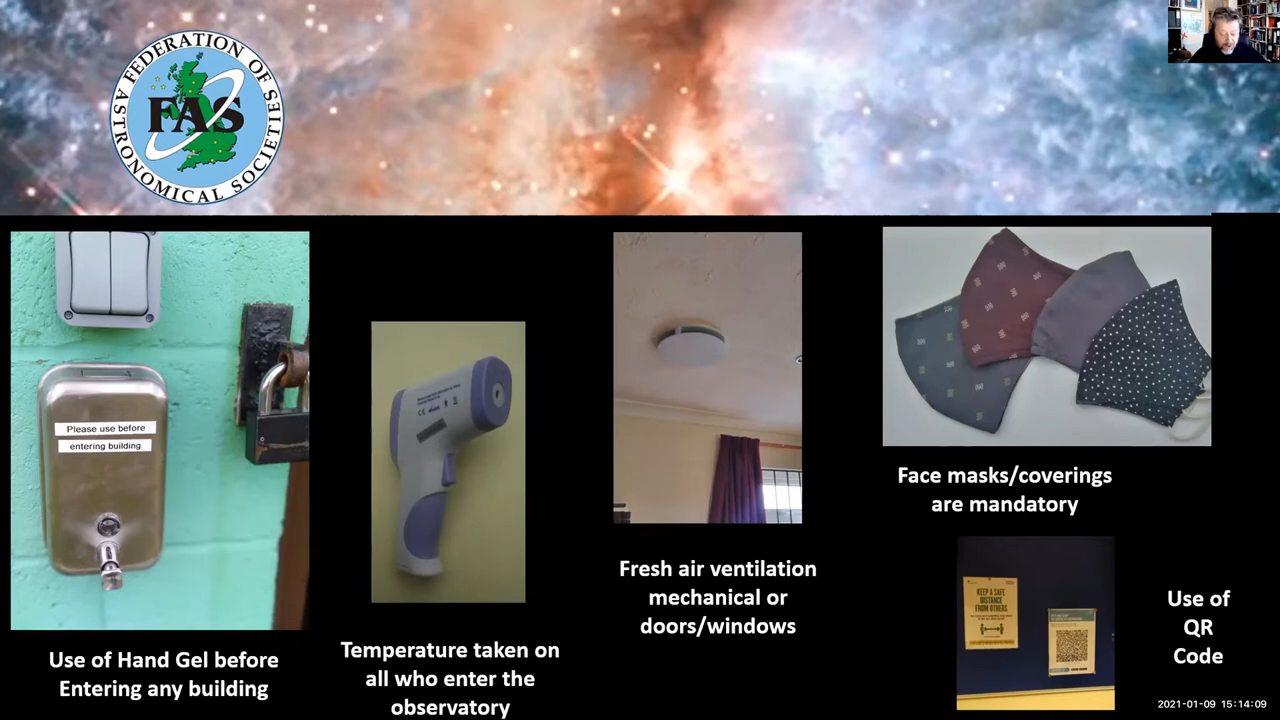 FEDERATION OF ASTRONOMICAL SOCIETIES
FAS
Please use before
entering building
Use of Hand Gel before
Entering any building
Temperature taken on
all who enter the
observatory
Fresh air ventilation
mechanical or
doors/windows
Face masks/coverings
are mandatory
KEEP A SAFE
DISTANCE
FROM OTHERS
Use of
QR
Code
2021-01-09 15:14:09